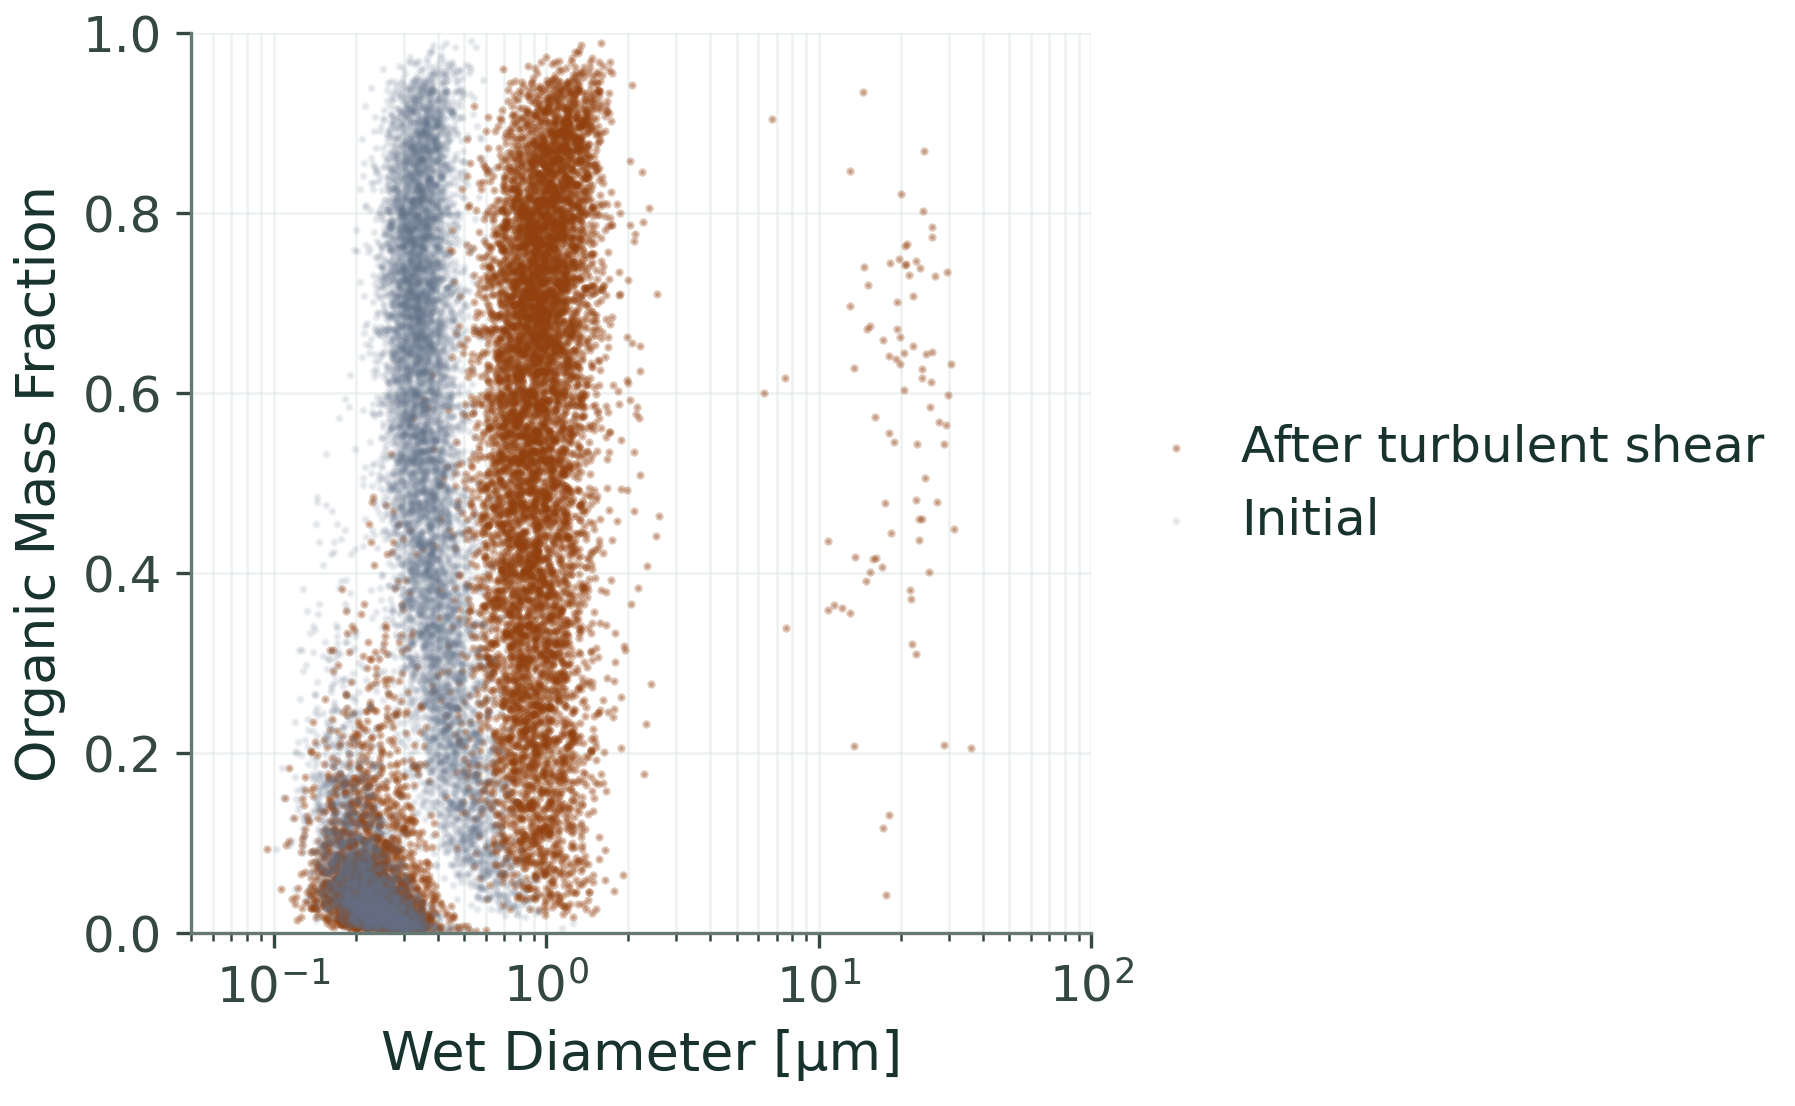 1.0
0.8
0.6
0.4
0.2
0.0
Organic Mass Fraction
10⁻¹
10⁰
10¹
10²
Wet Diameter [µm]
After turbulent shear
Initial